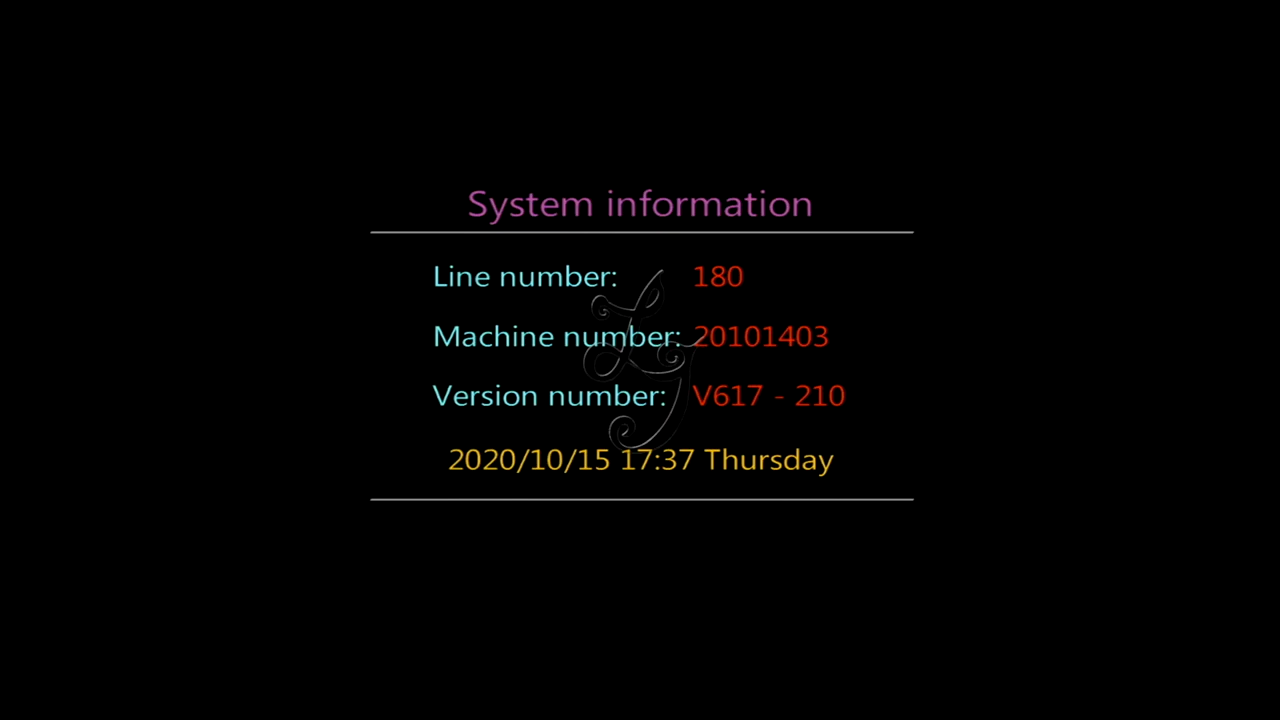 System information
Line number: 180
Machine number: 20101403
Version number: V617 - 210
2020/10/15 17:37 Thursday